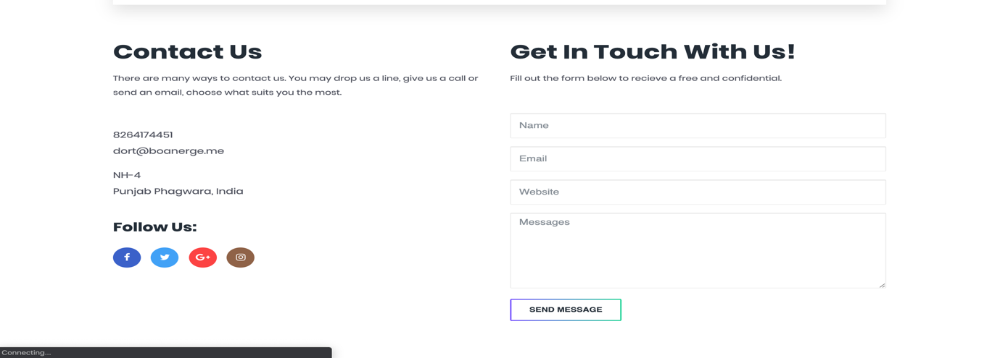 Contact Us
There are many ways to contact us. You may drop us a line, give us a call or
send an email, choose what suits you the most.
8264174451
dort@boanerge.me
NH-4
Punjab Phagwara, India
Follow Us:
f
G+
Get In Touch With Us!
Fill out the form below to recieve a free and confidential.
Name
Email
Website
Messages
SEND MESSAGE
Connecting...